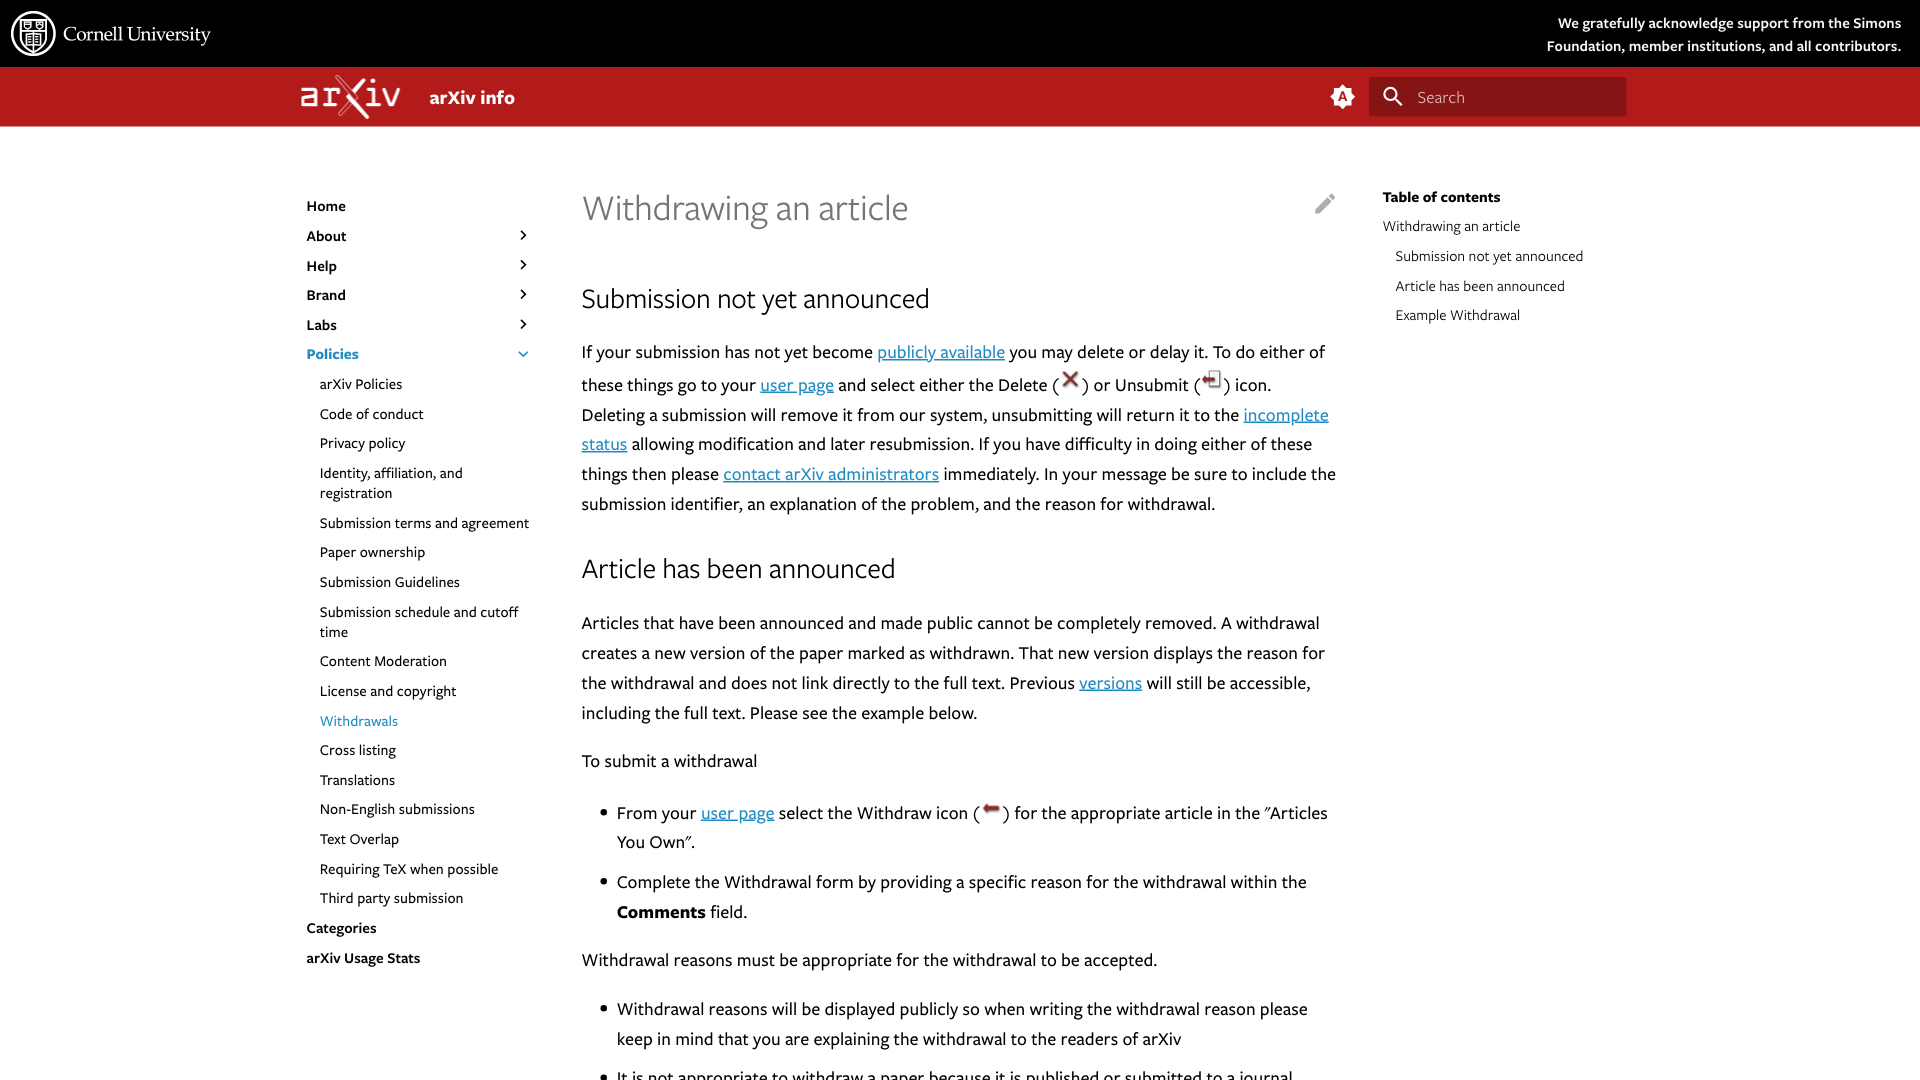 Cornell University
We gratefully acknowledge support from the Simons
Foundation, member institutions, and all contributors.
arXiv
arXiv info
A
Search
Home
About
Help
Brand
Labs
Policies
arXiv Policies
Code of conduct
Privacy policy
Identity, affiliation, and
registration
Submission terms and agreement
Paper ownership
Submission Guidelines
Submission schedule and cutoff
time
Content Moderation
License and copyright
Withdrawals
Cross listing
Translations
Non-English submissions
Text Overlap
Requiring TeX when possible
Third party submission
Categories
arXiv Usage Stats
Withdrawing an article
Submission not yet announced
If your submission has not yet become publicly available you may delete or delay it. To do either of
these things go to your user page and select either the Delete ( ) or Unsubmit ( ) icon.
Deleting a submission will remove it from our system, unsubmitting will return it to the incomplete
status allowing modification and later resubmission. If you have difficulty in doing either of these
things then please contact arXiv administrators immediately. In your message be sure to include the
submission identifier, an explanation of the problem, and the reason for withdrawal.
Article has been announced
Articles that have been announced and made public cannot be completely removed. A withdrawal
creates a new version of the paper marked as withdrawn. That new version displays the reason for
the withdrawal and does not link directly to the full text. Previous versions will still be accessible,
including the full text. Please see the example below.
To submit a withdrawal
From your user page select the Withdraw icon ( ) for the appropriate article in the "Articles
You Own".
Complete the Withdrawal form by providing a specific reason for the withdrawal within the
Comments field.
Withdrawal reasons must be appropriate for the withdrawal to be accepted.
Withdrawal reasons will be displayed publicly so when writing the withdrawal reason please
keep in mind that you are explaining the withdrawal to the readers of arXiv
It is not appropriate to withdraw a paper because it is published or submitted to a journal
Table of contents
Withdrawing an article
Submission not yet announced
Article has been announced
Example Withdrawal